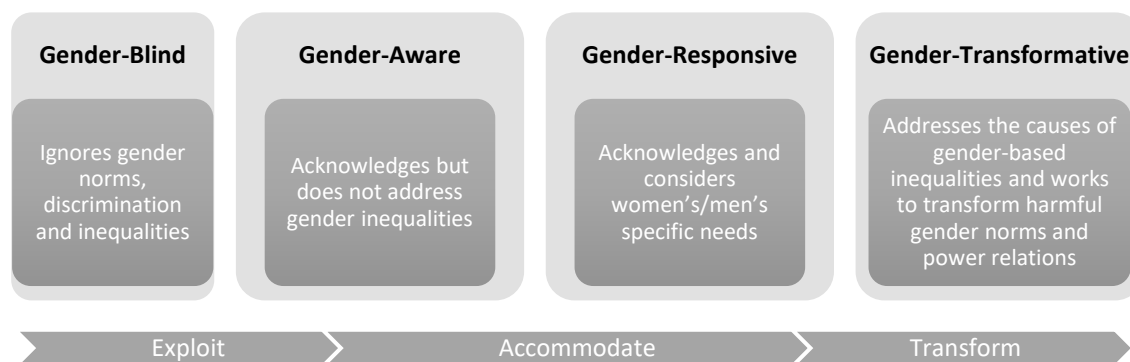 Gender-Blind
Ignores gender
norms,
discrimination
and inequalities
Gender-Aware
Acknowledges but
does not address
gender inequalities
Gender-Responsive
Acknowledges and
considers
women’s/men’s
specific needs
Gender-Transformative
Addresses the causes of
gender-based
inequalities and works
to transform harmful
gender norms and
power relations
Exploit
Accommodate
Transform